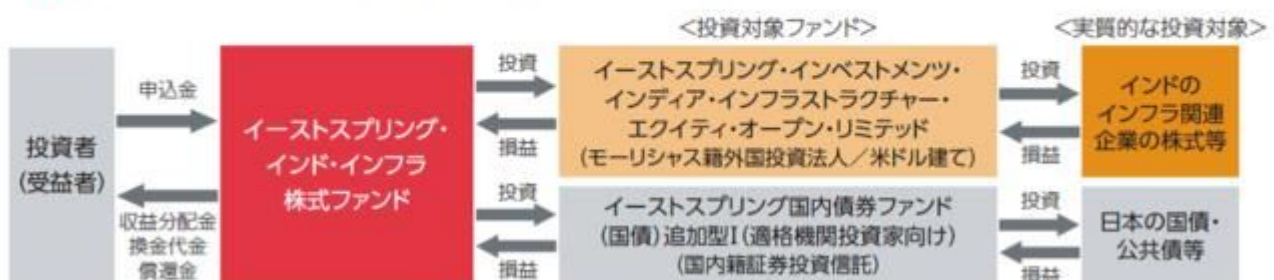 <投資対象ファンド>
<実質的な投資対象>
投資者
(受益者)
申込金
収益分配金
換金代金
償還金
イーストスプリング・
インド・インフラ
株式ファンド
投資
損益
投資
損益
イーストスプリング・インベストメンツ・
インディア・インフラストラクチャー・
エクイティ・オープン・リミテッド
(モーリシャス籍外国投資法人/米ドル建て)
イーストスプリング国内債券ファンド
(国債)追加型I(適格機関投資家向け)
(国内籍証券投資信託)
投資
損益
投資
損益
インドの
インフラ関連
企業の株式等
日本の国債・
公共債等